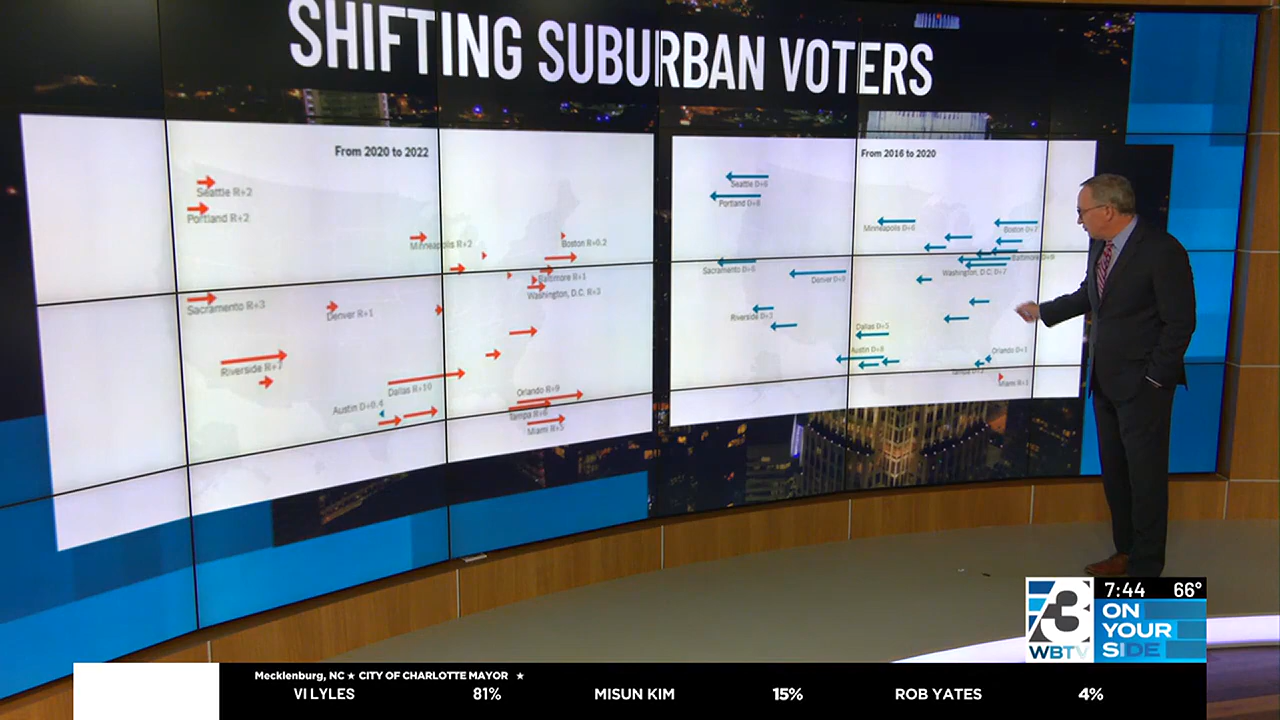 SHIFTING SUBURBAN VOTERS
From 2020 to 2022
Seattle R+2
Portland R+2
Minneapolis R+2
Boston R+0.2
Baltimore R+1
Washington, D.C. R+3
Sacramento R+3
Denver R+1
Riverside R+7
Dallas R+10
Austin D+0.4
Orlando R+9
Tampa R+6
Miami R+5
From 2016 to 2020
Seattle D+6
Portland D+8
Minneapolis D+6
Boston D+7
Baltimore D+9
Washington, D.C. D+7
Sacramento D+6
Denver D+9
Riverside D+3
Dallas D+5
Austin D+8
Orlando D+1
Miami R+1
3
WBTV
7:44 66°
ON
YOUR
SIDE
Mecklenburg, NC ★ CITY OF CHARLOTTE MAYOR ★
VI LYLES 81% MISUN KIM 15% ROB YATES 4%